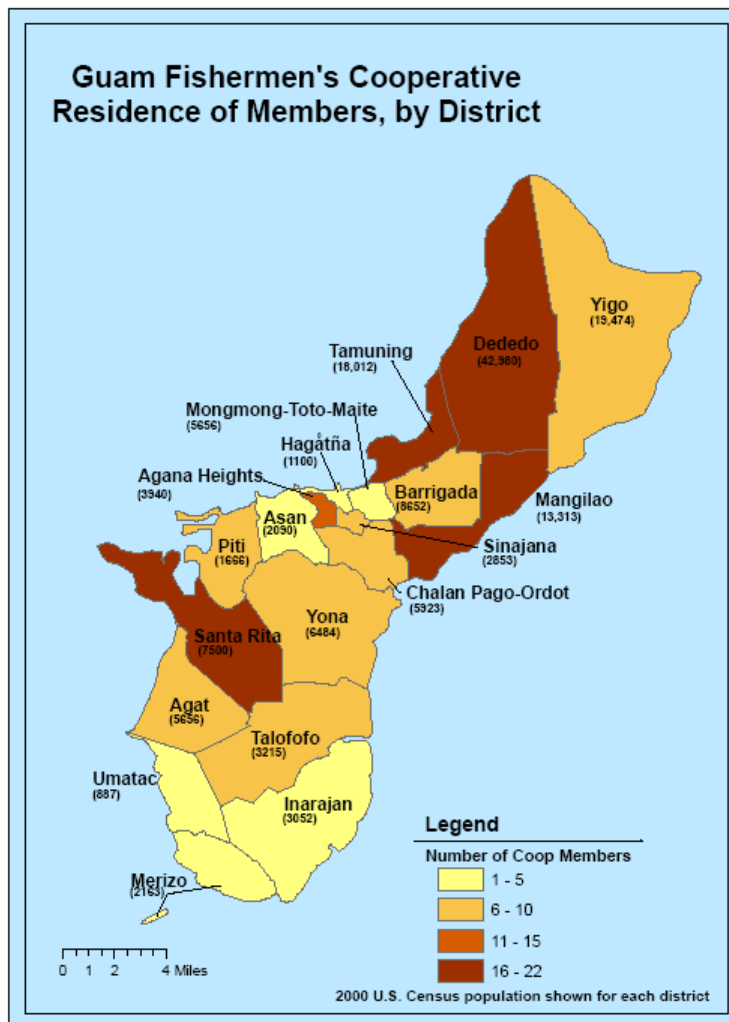 Guam Fishermen's Cooperative
Residence of Members, by District
Yigo
(19,474)
Dededo
(42,980)
Tamuning
(18,012)
Mongmong-Toto-Maite
(5656)
Hagåtña
(1100)
Agana Heights
(3940)
Barrigada
(8652)
Mangilao
(13,313)
Asan
(2090)
Sinajana
(2853)
Piti
(1666)
Chalan Pago-Ordot
(5923)
Yona
(6484)
Santa Rita
(7500)
Agat
(5656)
Talofofo
(3215)
Umatac
(887)
Inarajan
(3052)
Merizo
(2163)
Legend
Number of Coop Members
1 - 5
6 - 10
11 - 15
16 - 22
0 1 2 4 Miles
2000 U.S. Census population shown for each district